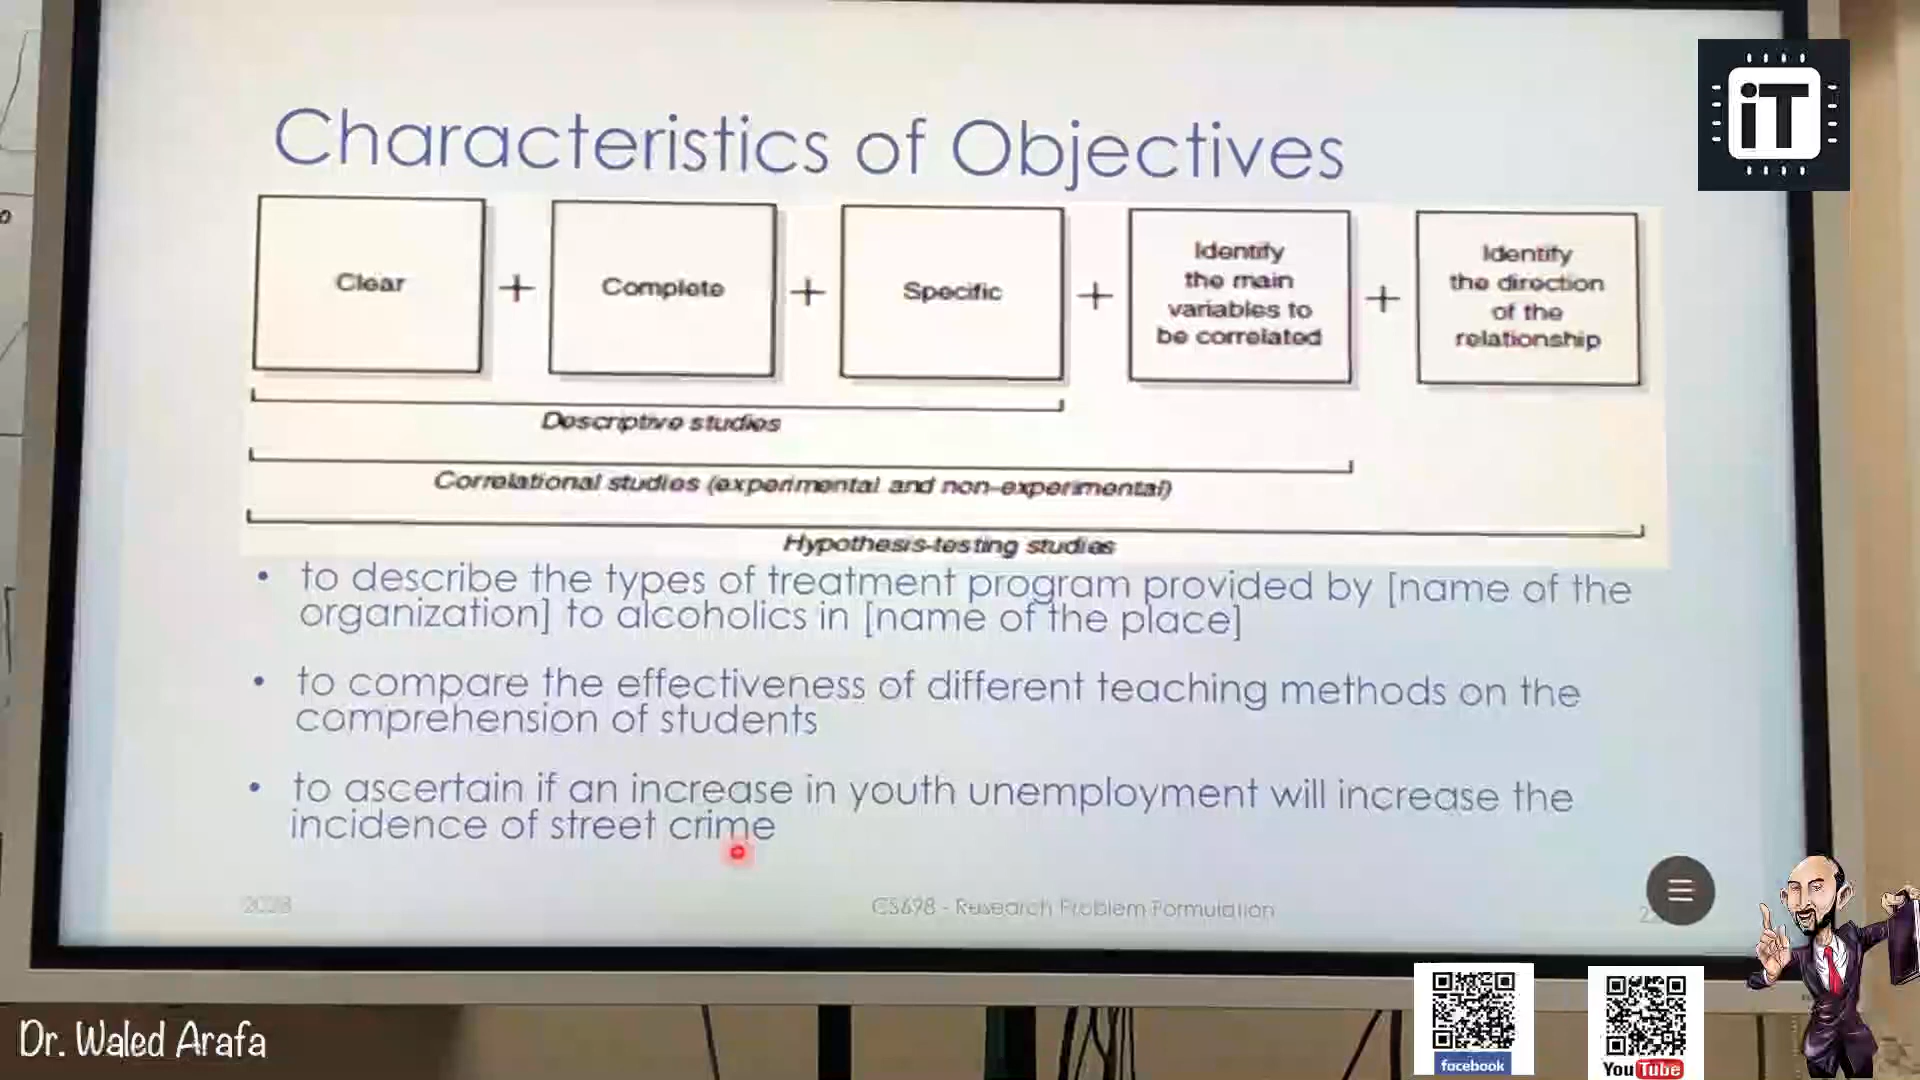 iT
Characteristics of Objectives
Clear
+
Complete
+
Specific
+
Identify
the main
variables to
be correlated
+
Identify
the direction
of the
relationship
Descriptive studies
Correlational studies (experimental and non-experimental)
Hypothesis-testing studies
• to describe the types of treatment program provided by [name of the
organization] to alcoholics in [name of the place]
• to compare the effectiveness of different teaching methods on the
comprehension of students
• to ascertain if an increase in youth unemployment will increase the
incidence of street crime
CS698 - Research Problem Formulation
Dr. Waled Arafa
facebook
YouTube